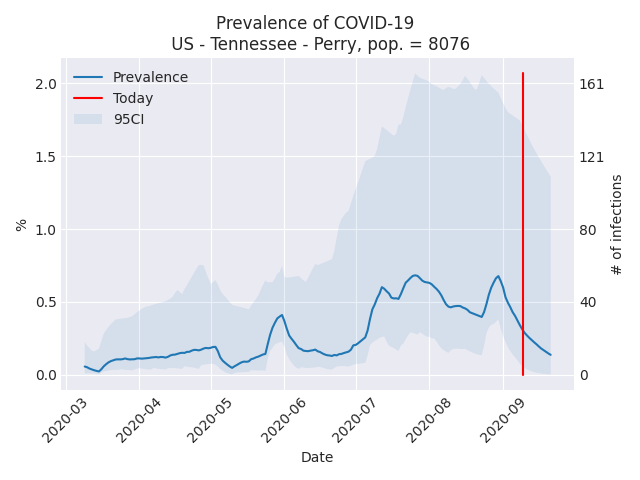 Prevalence of COVID-19
US - Tennessee - Perry, pop. = 8076
Prevalence
Today
95CI
2.0
1.5
1.0
0.5
0.0
%
161
121
80
40
0
# of infections
2020-03
2020-04
2020-05
2020-06
2020-07
2020-08
2020-09
Date